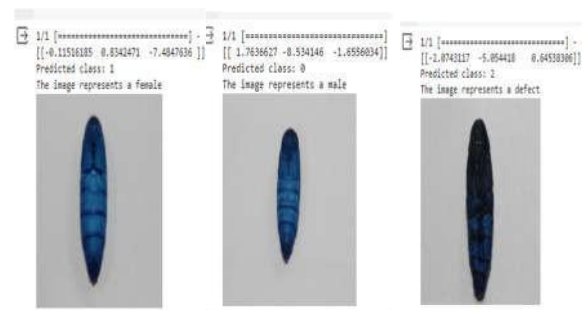 1/1 [==============================] -
[[-0.11516185 0.8342471 -7.4847636 ]]
Predicted class: 1
The image represents a female
1/1 [==============================]
[[ 1.7636627 -8.534146 -1.6556034]]
Predicted class: 0
The image represents a male
1/1 [==============================] -
[[-2.0743117 -5.054418 0.64538306]]
Predicted class: 2
The image represents a defect